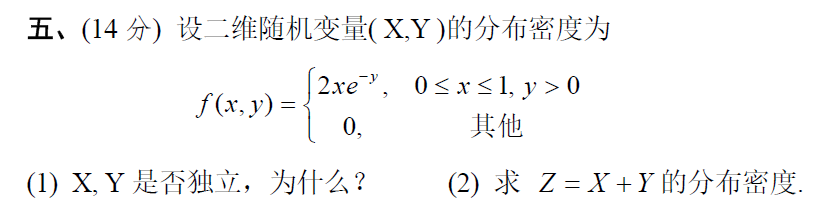 五、(14 分) 设二维随机变量( X,Y )的分布密度为
f(x, y) = { 2xe^{-y}, 0 ≤ x ≤ 1, y > 0
0, 其他
(1) X, Y 是否独立，为什么？ (2) 求 Z = X + Y 的分布密度.